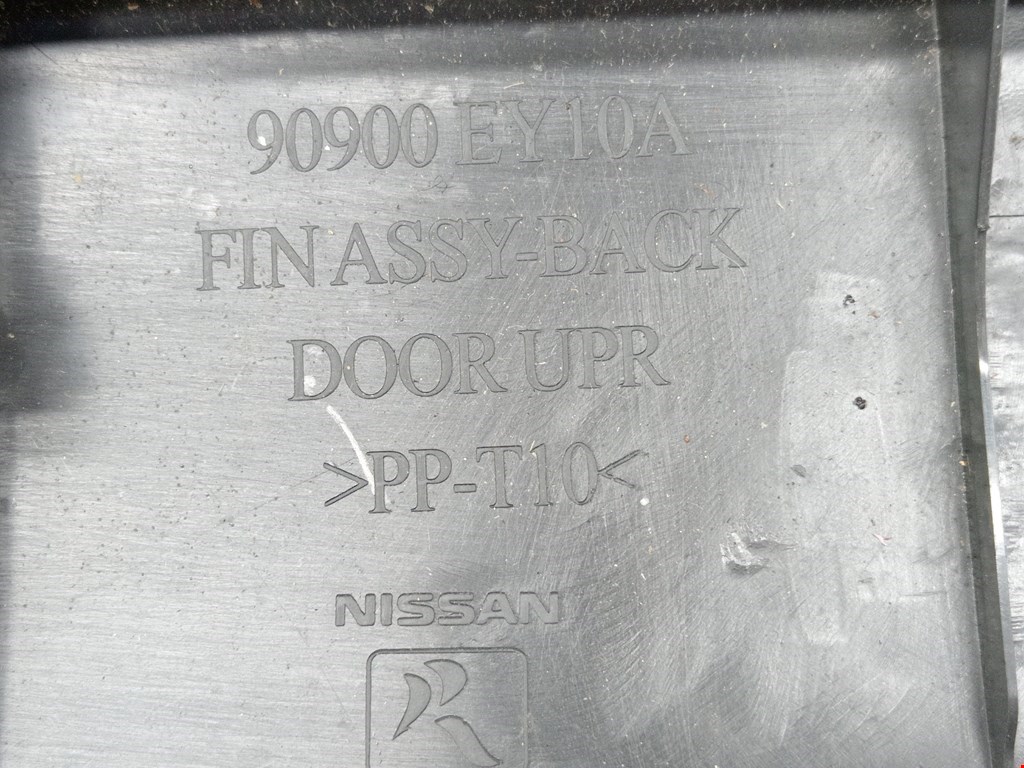 90900 EY10A
FIN ASSY-BACK
DOOR UPR
>PP-T10<
NISSAN